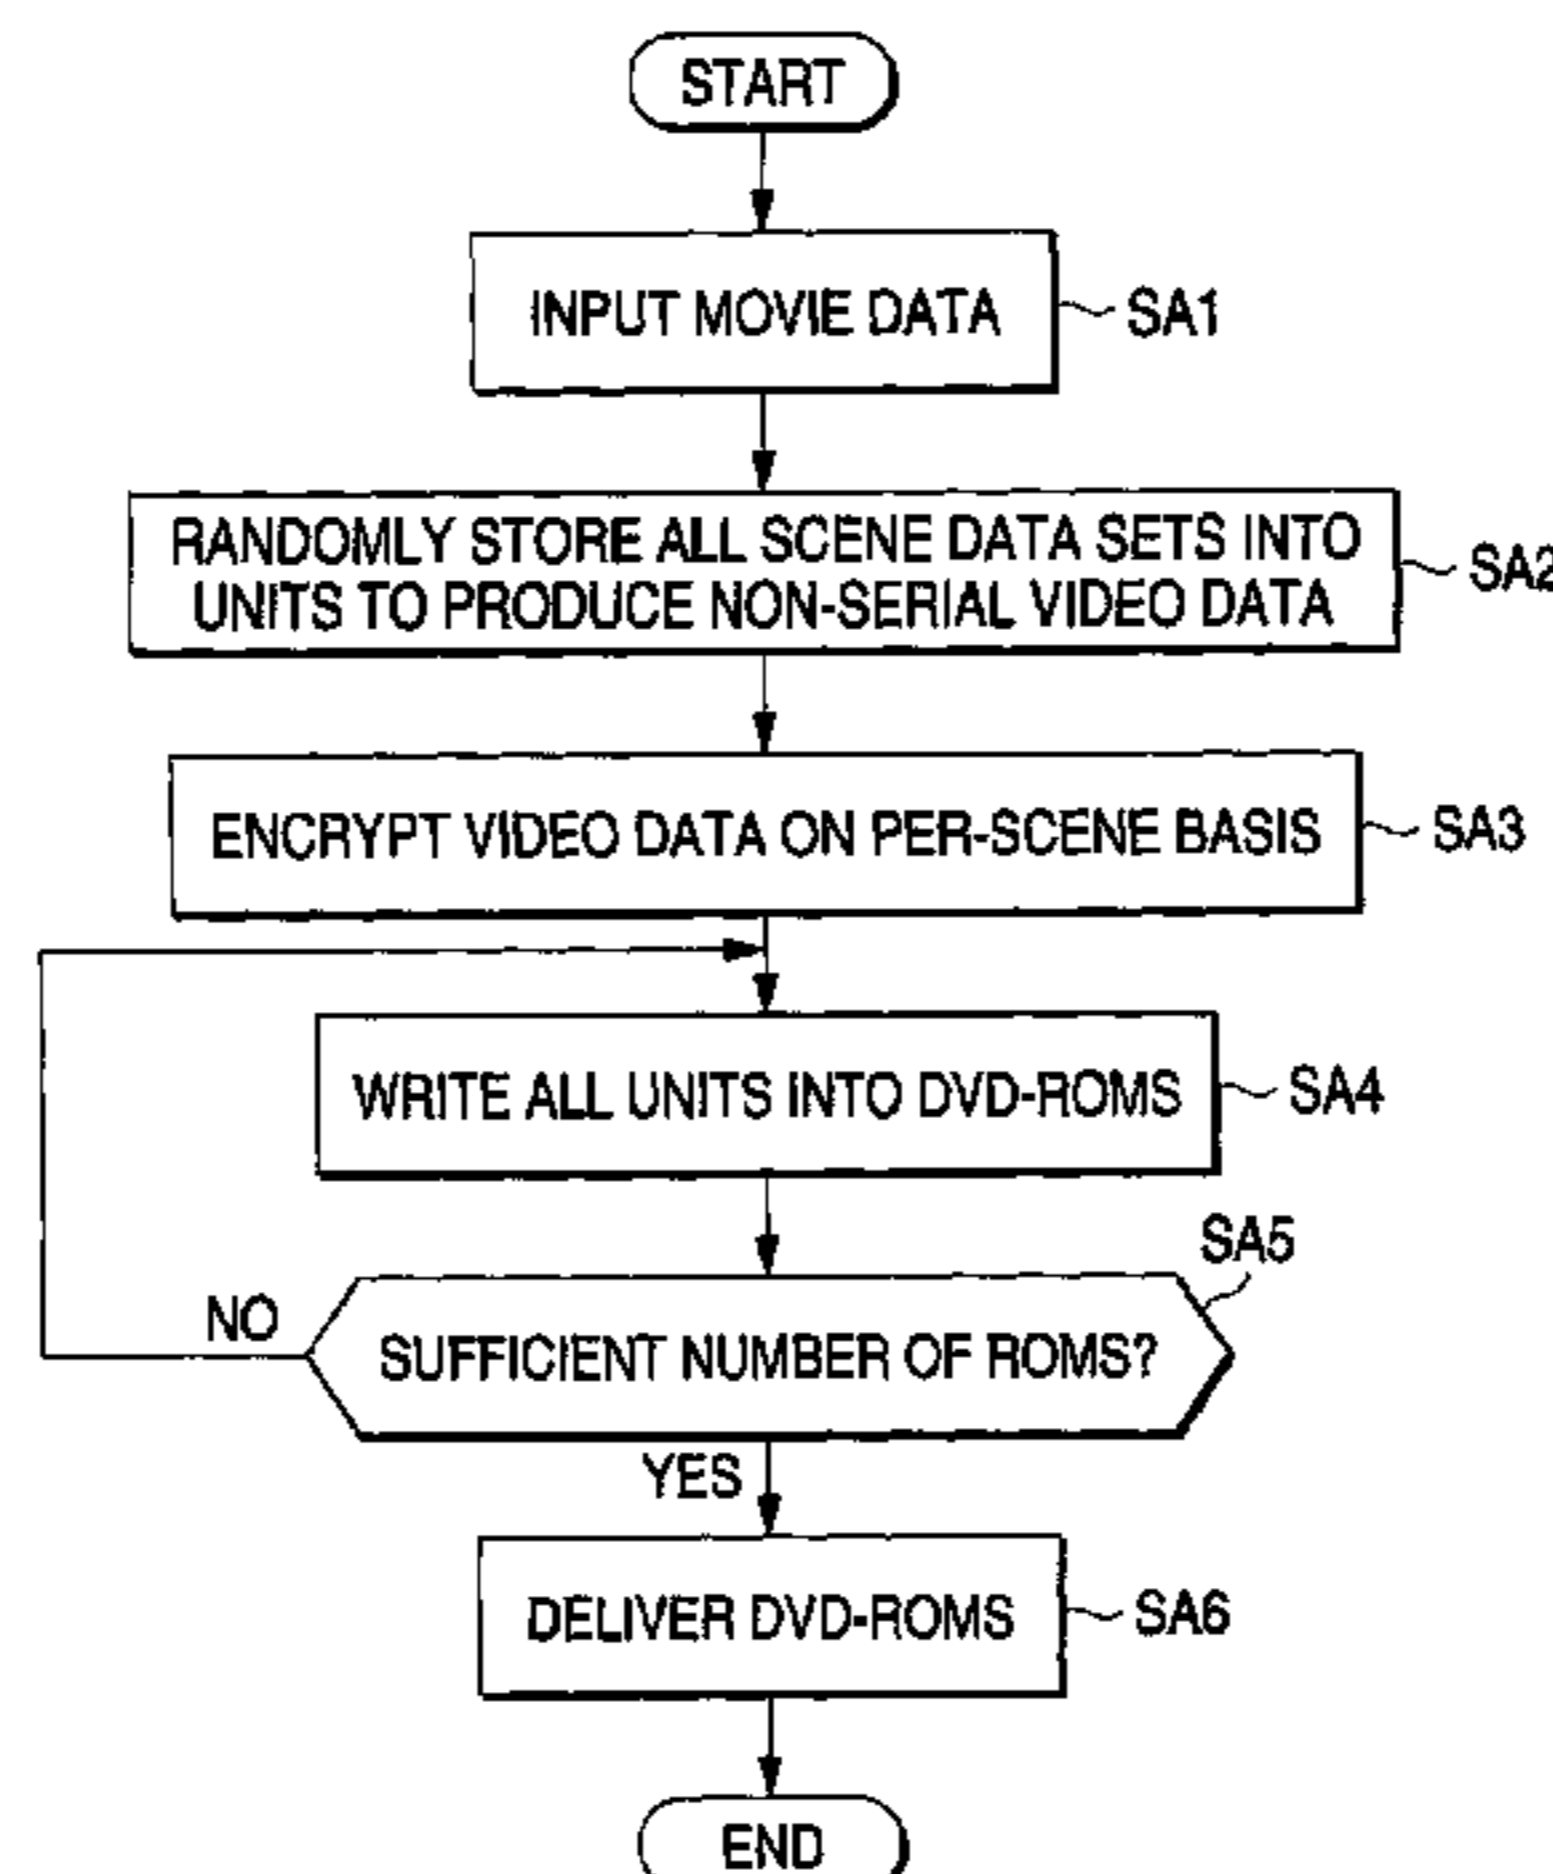 START
INPUT MOVIE DATA
SA1
RANDOMLY STORE ALL SCENE DATA SETS INTO
UNITS TO PRODUCE NON-SERIAL VIDEO DATA
SA2
ENCRYPT VIDEO DATA ON PER-SCENE BASIS
SA3
WRITE ALL UNITS INTO DVD-ROMS
SA4
SA5
NO
SUFFICIENT NUMBER OF ROMS?
YES
DELIVER DVD-ROMS
SA6
END